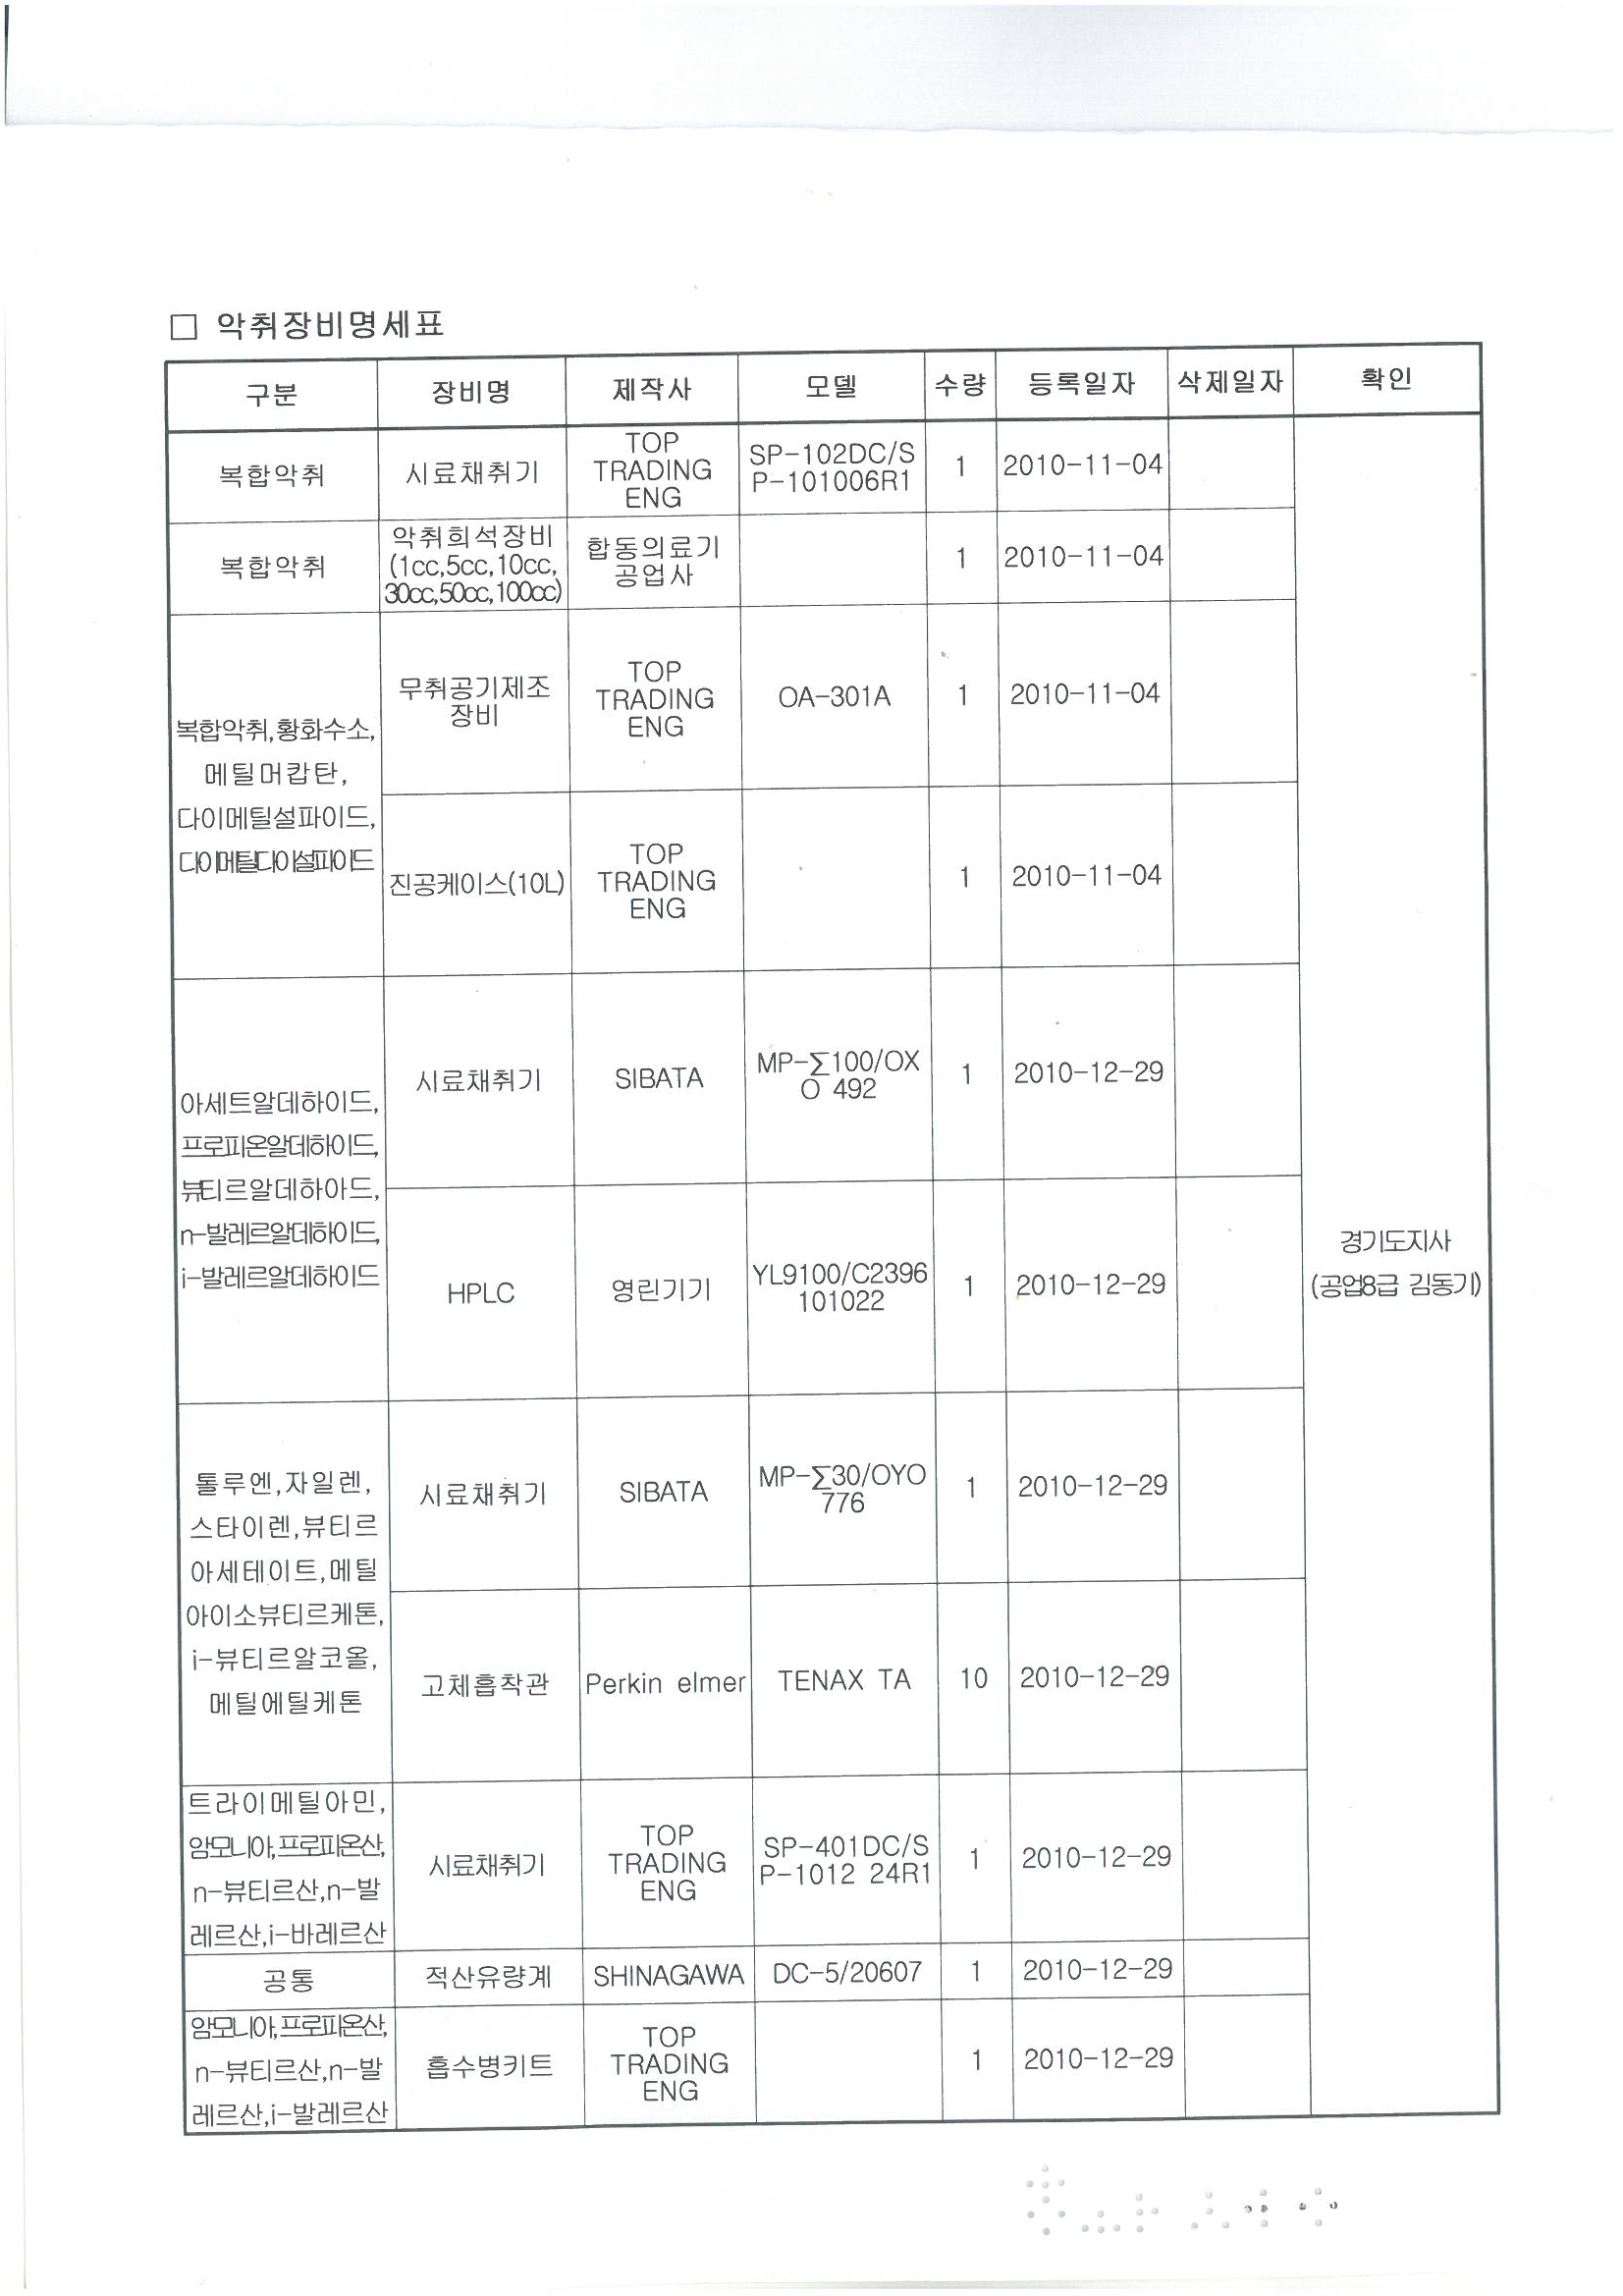 □ 악취장비명세표
구분 장비명 제작사 모델 수량 등록일자 삭제일자 확인
복합악취 시료채취기 TOP TRADING ENG SP-102DC/S P-101006R1 1 2010-11-04
복합악취 악취희석장비 (1cc,5cc,10cc, 30cc,50cc,100cc) 합동의료기 공업사 1 2010-11-04
복합악취,황화수소,
메틸머캅탄,
다이메틸설파이드,
다이메틸다이설파이드
무취공기제조 장비 TOP TRADING ENG OA-301A 1 2010-11-04
진공케이스(10L) TOP TRADING ENG 1 2010-11-04
아세트알데하이드,
프로피온알데하이드,
뷰티르알데하아드,
n-발레르알데하이드,
i-발레르알데하이드
시료채취기 SIBATA MP-∑100/OX O 492 1 2010-12-29
HPLC 영린기기 YL9100/C2396 101022 1 2010-12-29
경기도지사
(공업8급 김동기)
톨루엔,자일렌,
스타이렌,뷰티르
아세테이트,메틸
아이소뷰티르케톤,
i-뷰티르알코올,
메틸에틸케톤
시료채취기 SIBATA MP-∑30/OYO 776 1 2010-12-29
고체흡착관 Perkin elmer TENAX TA 10 2010-12-29
트라이메틸아민,
암모니아,프로피온산,
n-뷰티르산,n-발
레르산,i-바레르산
시료채취기 TOP TRADING ENG SP-401DC/S P-1012 24R1 1 2010-12-29
공통 적산유량계 SHINAGAWA DC-5/20607 1 2010-12-29
암모니아,프로피온산,
n-뷰티르산,n-발
레르산,i-발레르산
흡수병키트 TOP TRADING ENG 1 2010-12-29